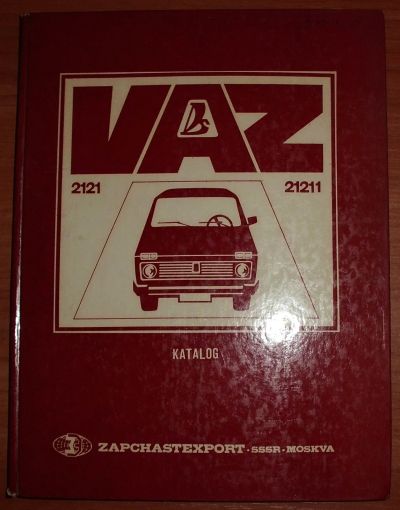 VAZ
2121 21211
KATALOG
ZAPCHASTEXPORT · SSSR - MOSKVA